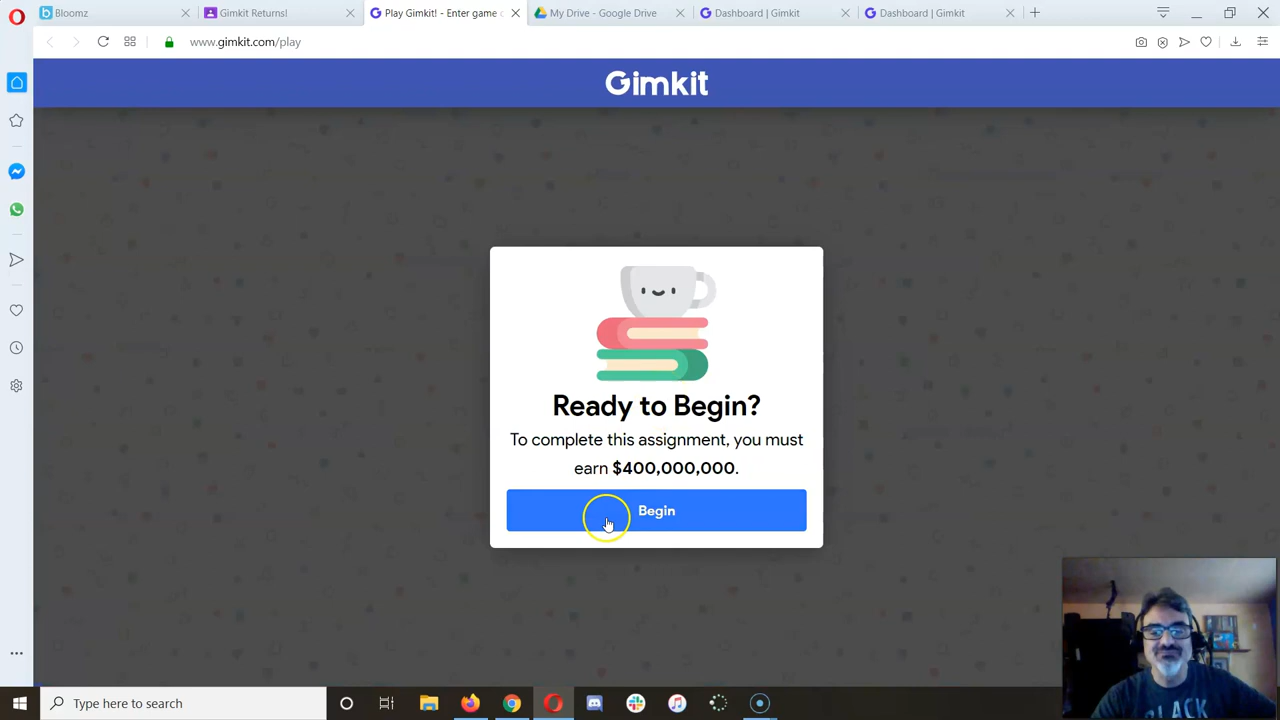 Bloomz
Gimkit Returns!
Play Gimkit! - Enter game c
My Drive - Google Drive
Dashboard | Gimkit
Dashboard | Gimkit
www.gimkit.com/play
Gimkit
Ready to Begin?
To complete this assignment, you must
earn $400,000,000.
Begin
BLACK
Type here to search